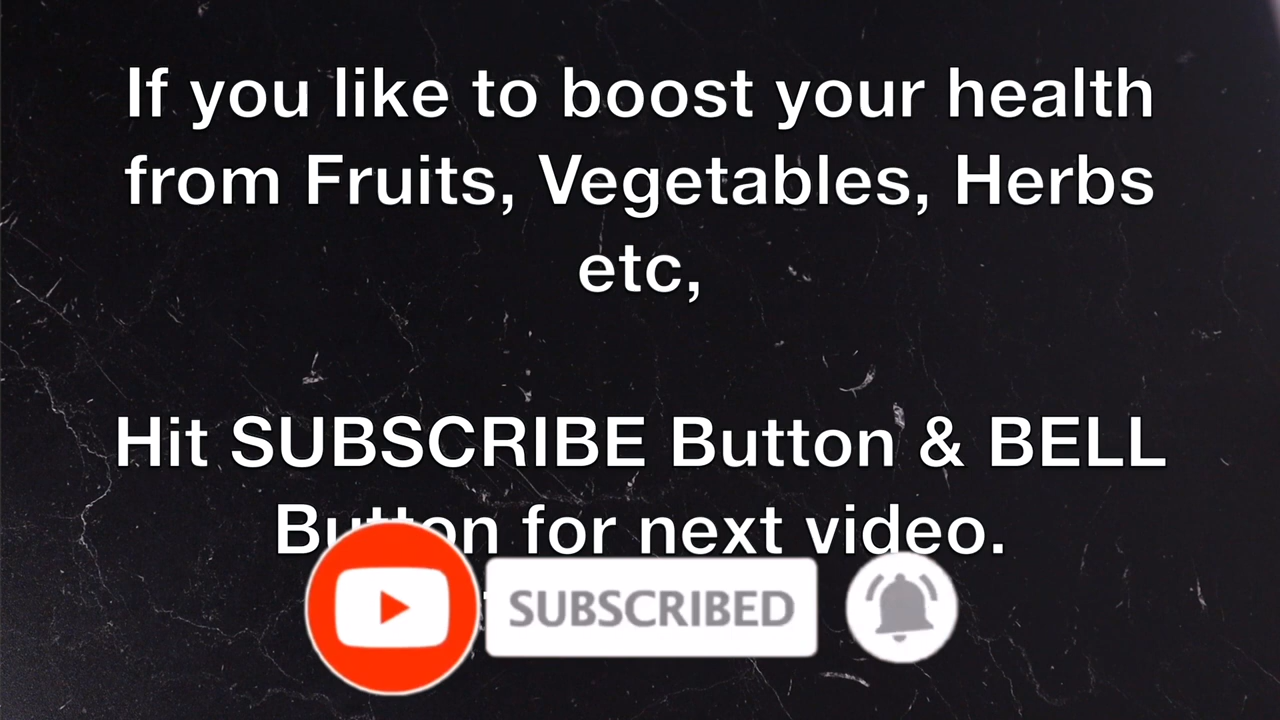 If you like to boost your health
from Fruits, Vegetables, Herbs
etc,
Hit SUBSCRIBE Button & BELL
Button for next video.
SUBSCRIBED